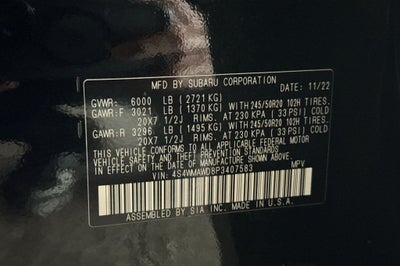 MFD BY SUBARU CORPORATION
DATE: 11/22
GVWR: 6000 LB (2721 KG)
GAWR:F 3021 LB (1370 KG) WITH 245/50R20 102H TIRES.
20X7 1/2J RIMS. AT 230 KPA (33 PSI) COLD
GAWR:R 3296 LB (1495 KG) WITH 245/50R20 102H TIRES.
20X7 1/2J RIMS. AT 230 KPA (33 PSI) COLD
THIS VEHICLE CONFORMS TO ALL APPLICABLE FEDERAL MOTOR
VEHICLE SAFETY AND THEFT PREVENTION STANDARDS IN EFFECT ON THE
DATE OF MANUFACTURE SHOWN ABOVE.
VIN: 4S4WMAWD8P3407583 MPV
ASSEMBLED BY SIA INC. MADE IN U.S.A.